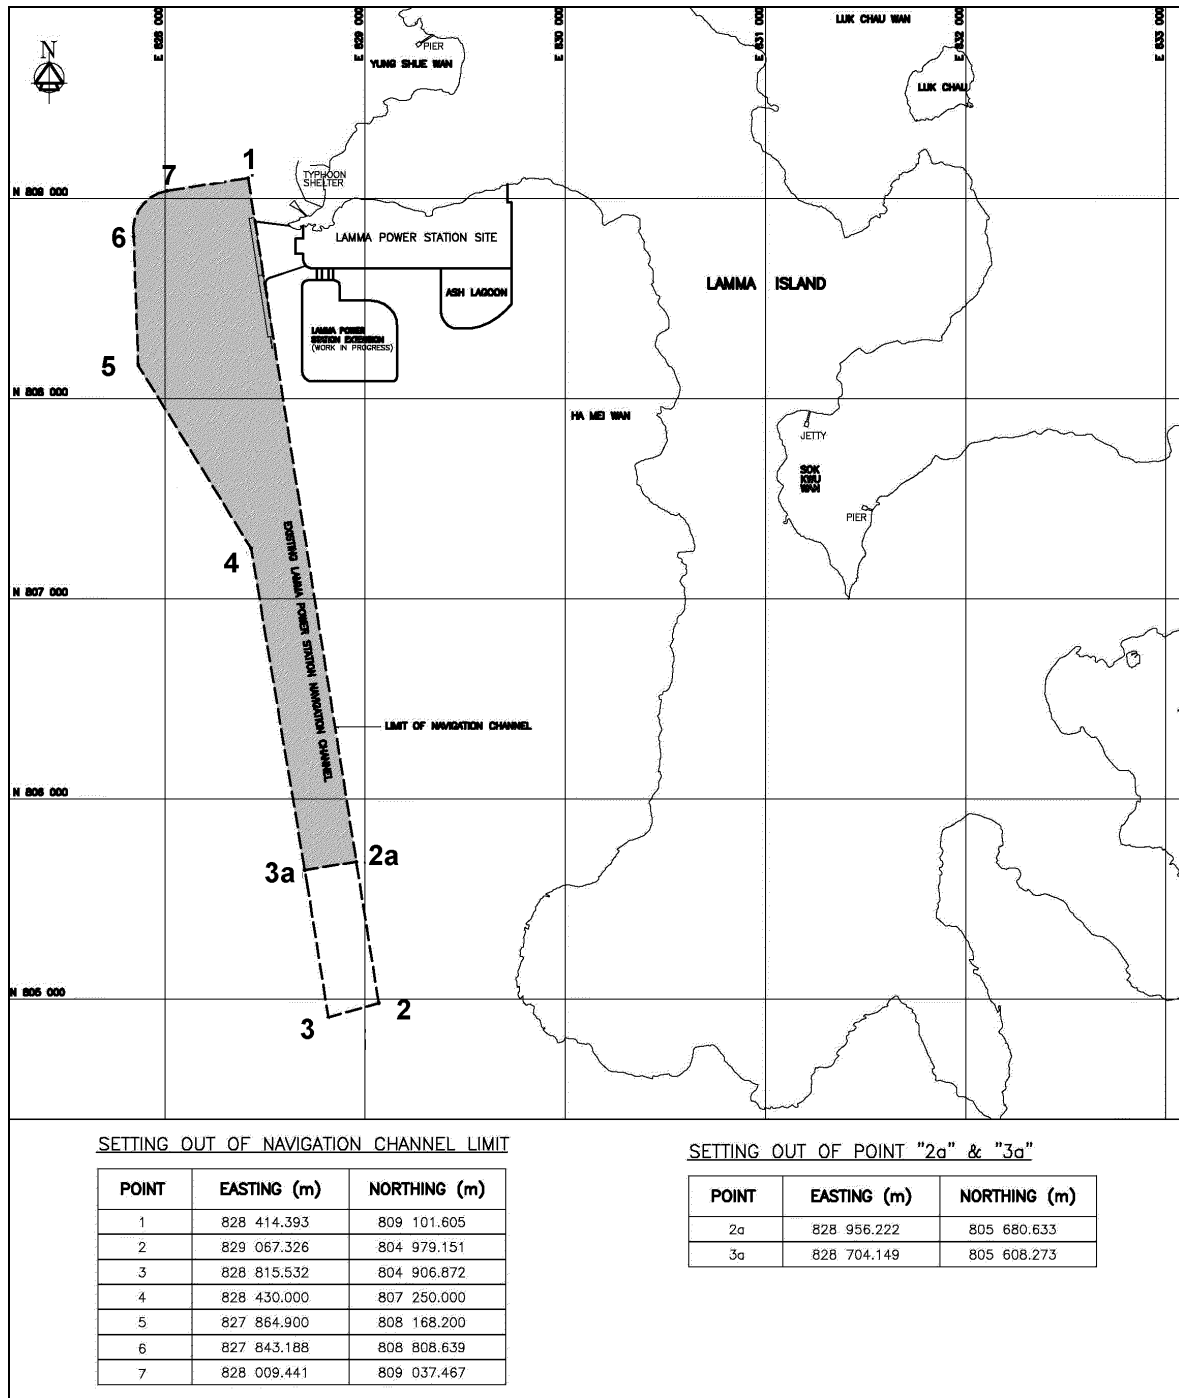 E 828 000
E 829 000
E 830 000
E 831 000
E 832 000
E 833 000
LUK CHAU WAN
N
PIER
YUNG SHUE WAN
LUK CHAU
1
7
TYPHOON
SHELTER
N 809 000
6
LAMMA POWER STATION SITE
LAMMA ISLAND
ASH LAGOON
LAMMA POWER
STATION EXTENSION
(WORK IN PROGRESS)
5
N 808 000
HA MEI WAN
JETTY
SOK
KWU
WAN
PIER
4
EXISTING LAMMA POWER STATION NAVIGATION CHANNEL
N 807 000
LIMIT OF NAVIGATION CHANNEL
N 806 000
3a
2a
N 805 000
3
2
SETTING OUT OF NAVIGATION CHANNEL LIMIT
POINT EASTING (m) NORTHING (m)
1 828 414.393 809 101.605
2 829 067.326 804 979.151
3 828 815.532 804 906.872
4 828 430.000 807 250.000
5 827 864.900 808 168.200
6 827 843.188 808 808.639
7 828 009.441 809 037.467
SETTING OUT OF POINT "2a" & "3a"
POINT EASTING (m) NORTHING (m)
2a 828 956.222 805 680.633
3a 828 704.149 805 608.273